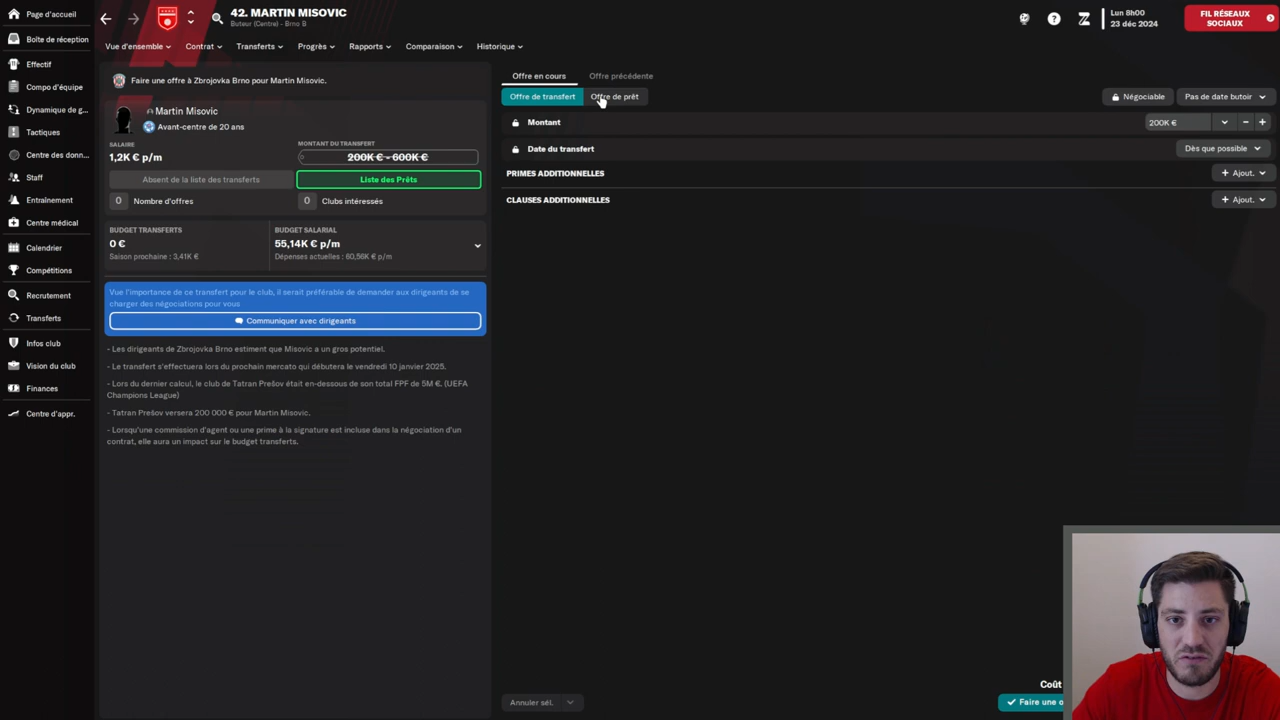 Page d'accueil
Boîte de réception
Effectif
Compo d'équipe
Dynamique de g...
Tactiques
Centre des donn...
Staff
Entraînement
Centre médical
Calendrier
Compétitions
Recrutement
Transferts
Infos club
Vision du club
Finances
Centre d'appr.
42. MARTIN MISOVIC
Buteur (Centre) - Brno B
Lun 8h00
23 déc 2024
FIL RÉSEAUX
SOCIAUX
Vue d'ensemble
Contrat
Transferts
Progrès
Rapports
Comparaison
Historique
Faire une offre à Zbrojovka Brno pour Martin Misovic.
Martin Misovic
Avant-centre de 20 ans
SALAIRE
1,2K € p/m
MONTANT DU TRANSFERT
200K € - 600K €
Absent de la liste des transferts
Liste des Prêts
0 Nombre d'offres
0 Clubs intéressés
BUDGET TRANSFERTS
0 €
Saison prochaine : 3,41K €
BUDGET SALARIAL
55,14K € p/m
Dépenses actuelles : 60,56K € p/m
Vue l'importance de ce transfert pour le club, il serait préférable de demander aux dirigeants de se
charger des négociations pour vous
Communiquer avec dirigeants
- Les dirigeants de Zbrojovka Brno estiment que Misovic a un gros potentiel.
- Le transfert s'effectuera lors du prochain mercato qui débutera le vendredi 10 janvier 2025.
- Lors du dernier calcul, le club de Tatran Prešov était en-dessous de son total FPF de 5M €. (UEFA
Champions League)
- Tatran Prešov versera 200 000 € pour Martin Misovic.
- Lorsqu'une commission d'agent ou une prime à la signature est incluse dans la négociation d'un
contrat, elle aura un impact sur le budget transferts.
Offre en cours
Offre précédente
Offre de transfert
Offre de prêt
Négociable
Pas de date butoir
Montant
200K €
Date du transfert
Dès que possible
PRIMES ADDITIONNELLES
+ Ajout.
CLAUSES ADDITIONNELLES
+ Ajout.
Annuler sél.
Coût
Faire une o